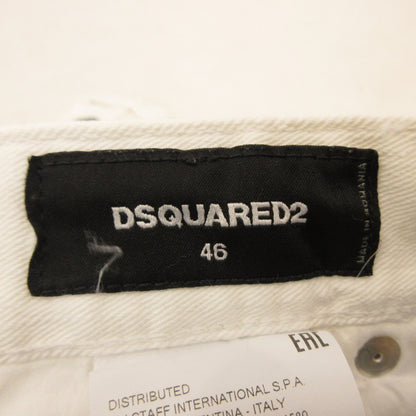 DSQUARED2
46
MADE IN ROMANIA
EAC
DISTRIBUTED
STAFF INTERNATIONAL S.P.A.
ITALY